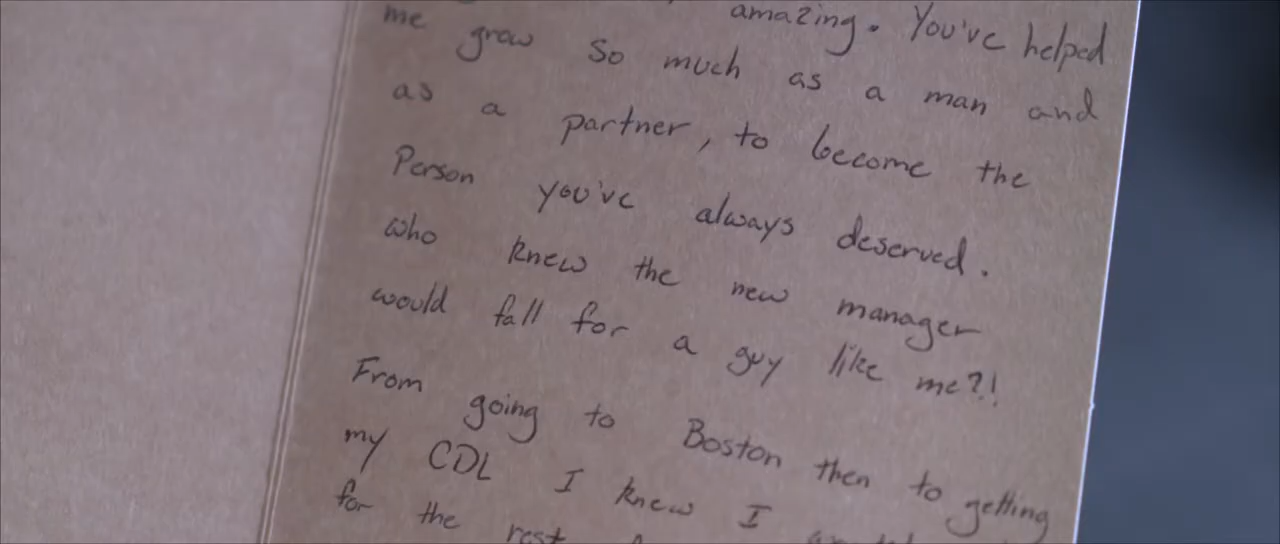 amazing. You've helped
me grow so much as a man and
as a partner, to become the
Person you've always deserved.
who knew the new manager
would fall for a guy like me?!
From going to Boston then to getting
my CDL I knew I
for the rest